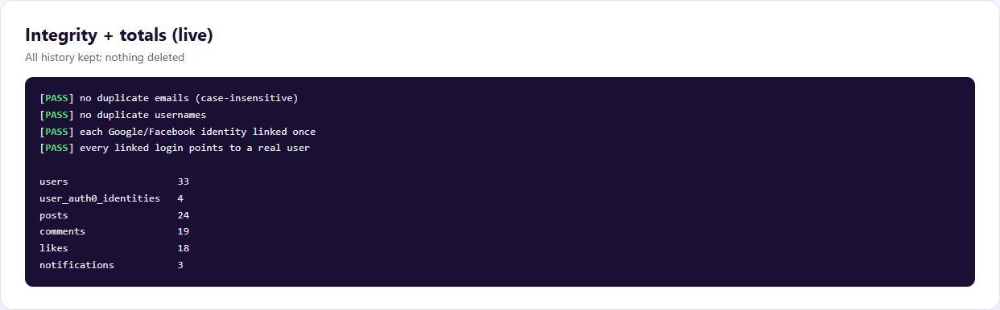 Integrity + totals (live)
All history kept; nothing deleted
[PASS] no duplicate emails (case-insensitive)
[PASS] no duplicate usernames
[PASS] each Google/Facebook identity linked once
[PASS] every linked login points to a real user
users 33
user_auth0_identities 4
posts 24
comments 19
likes 18
notifications 3